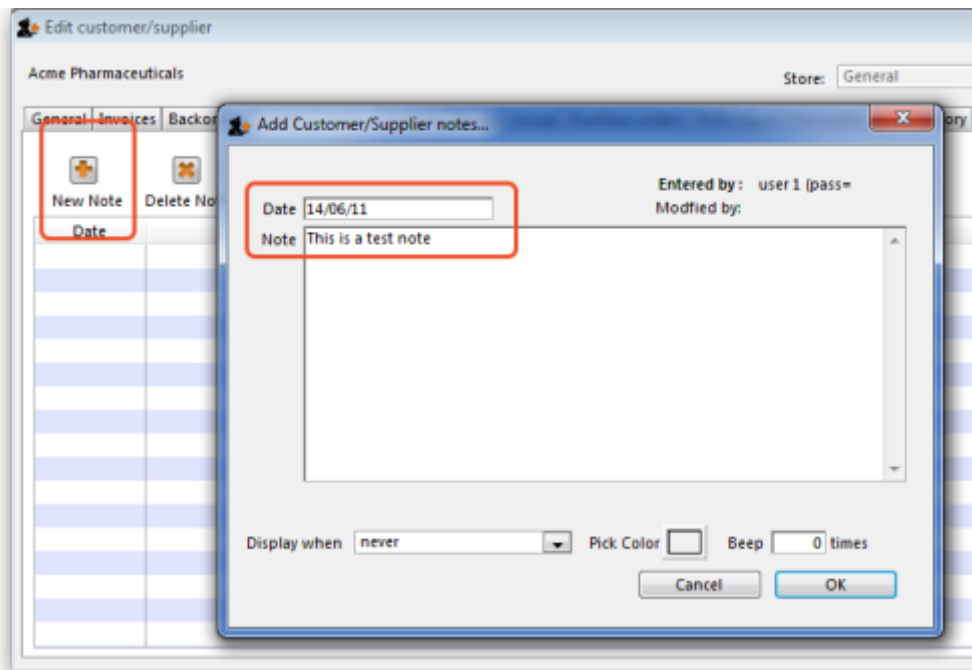 Edit customer/supplier
Acme Pharmaceuticals
Store: General
General Invoices Backor
ory
New Note Delete No
Date
Add Customer/Supplier notes...
Entered by : user 1 (pass=
Date 14/06/11
Modfied by:
Note This is a test note
Display when never Pick Color Beep 0 times
Cancel OK